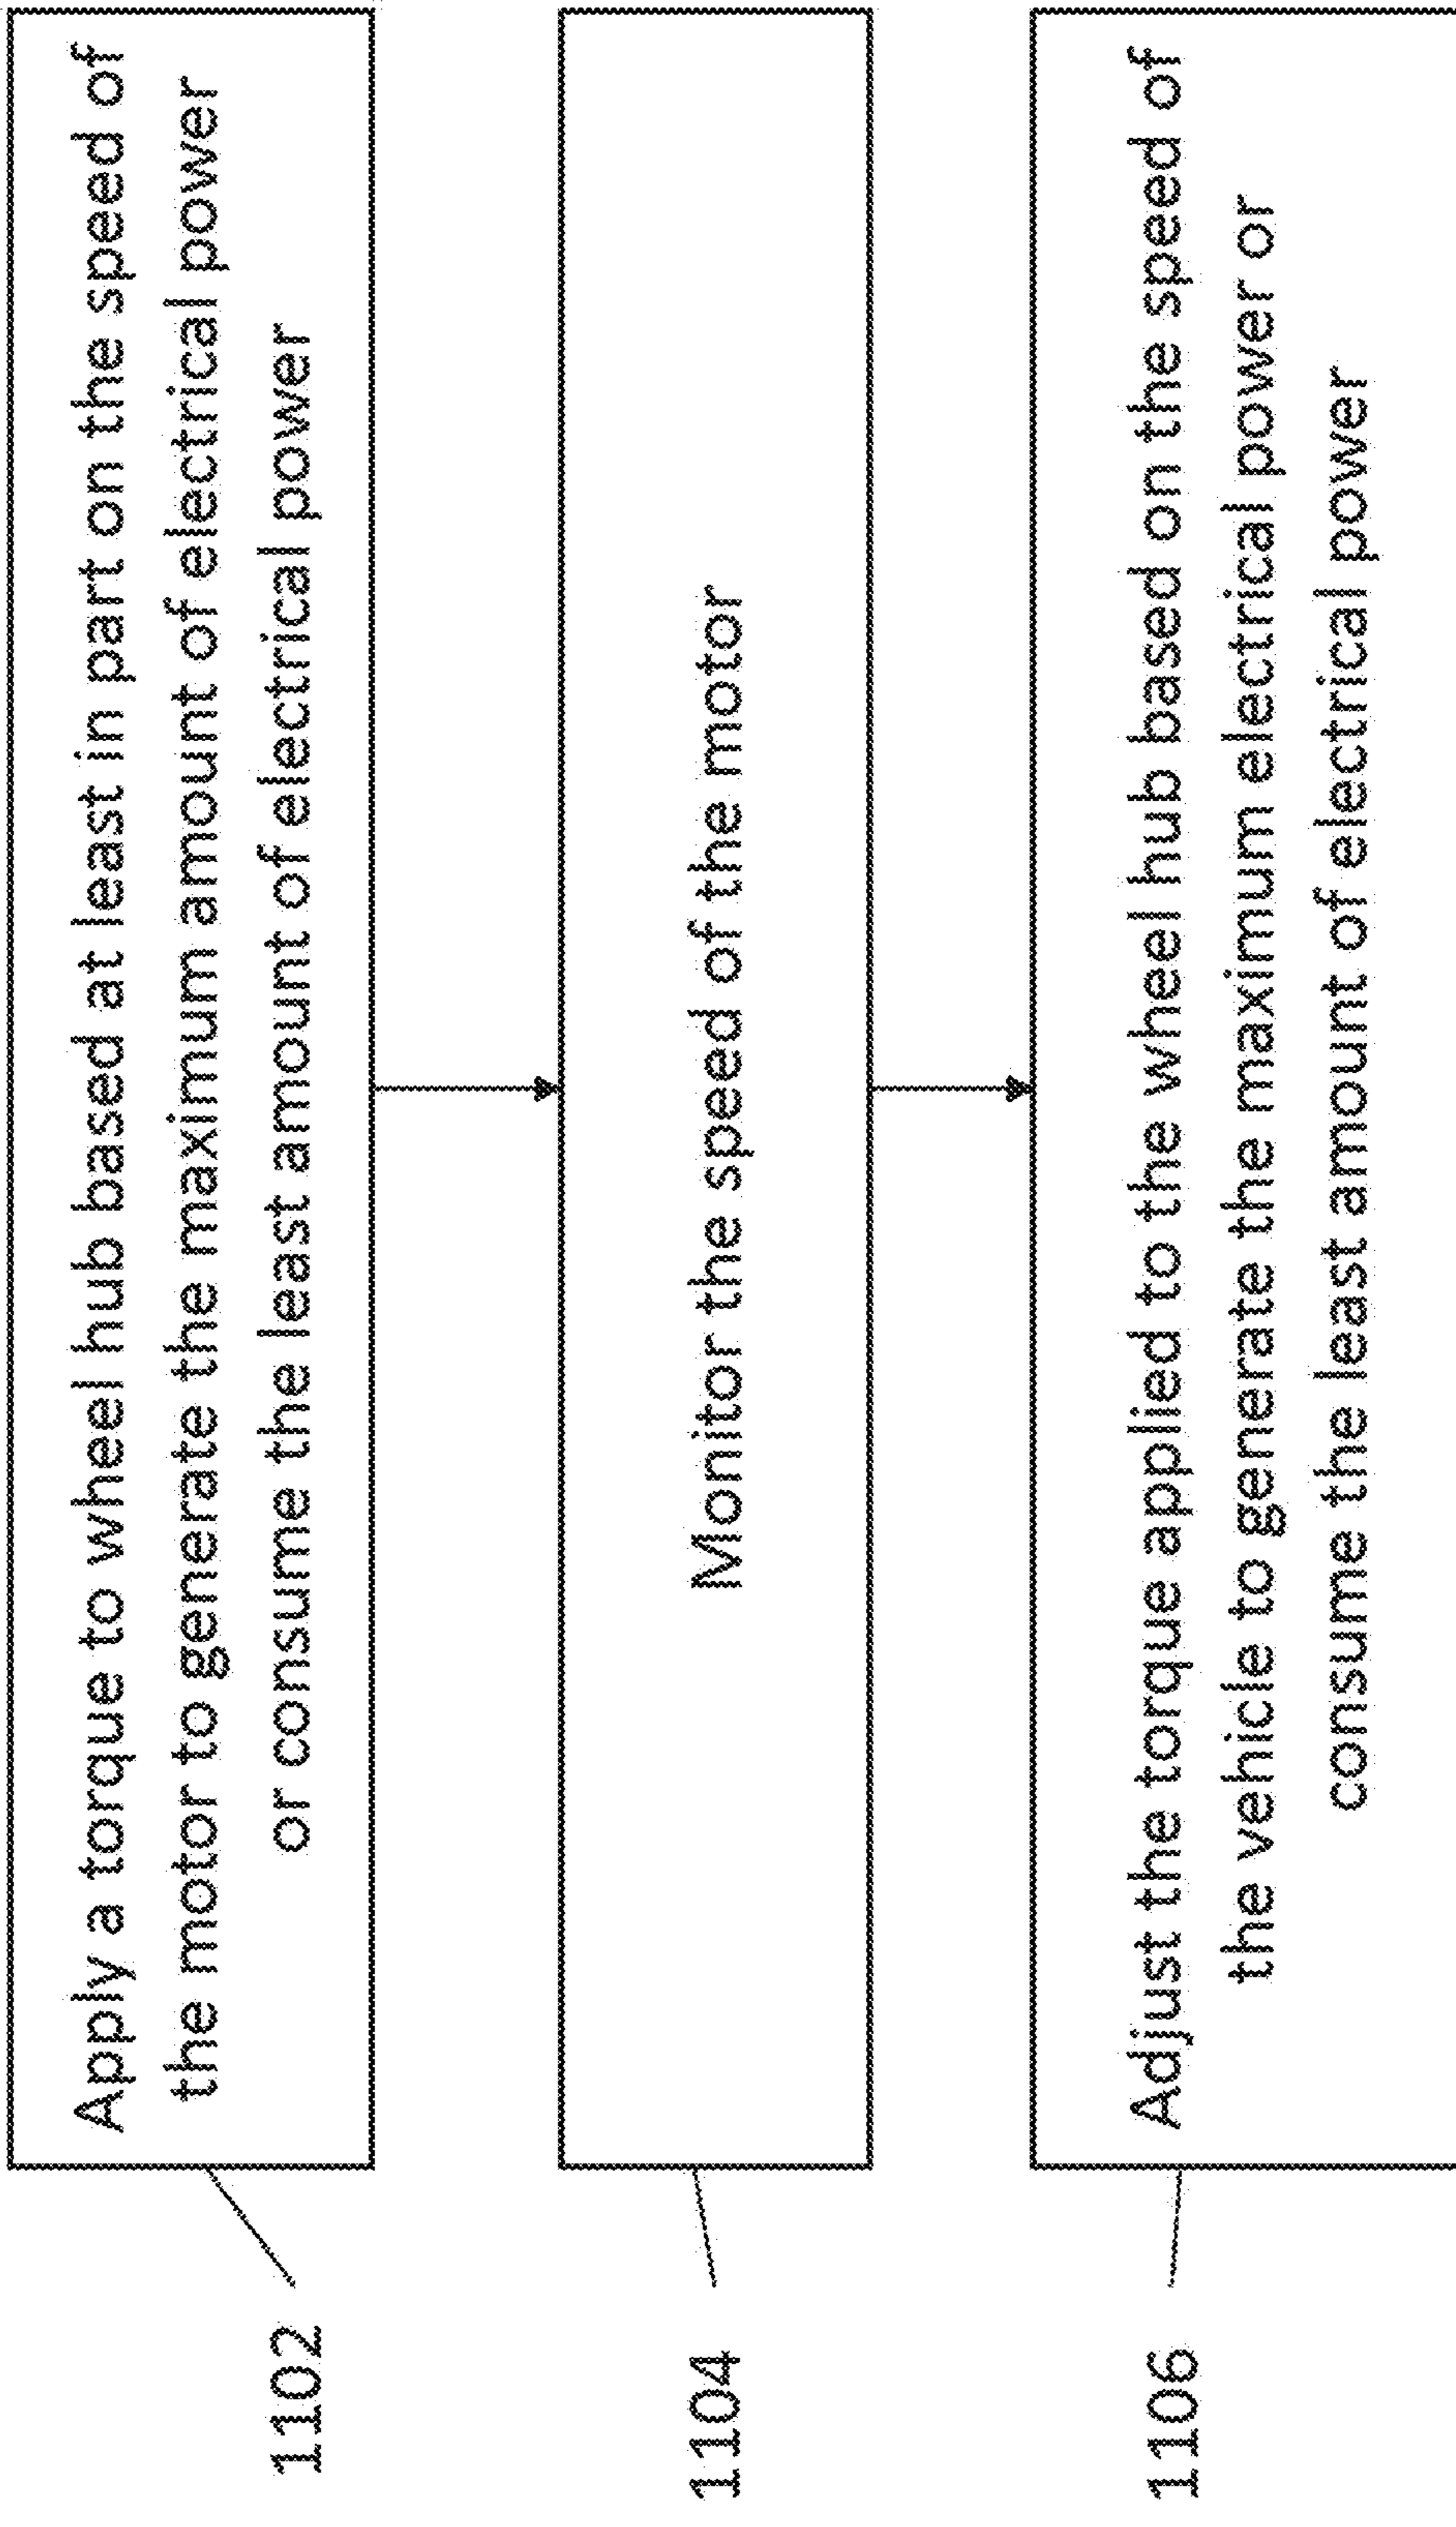 Apply a torque to wheel hub based at least in part on the speed of
the motor to generate the maximum amount of electrical power
or consume the least amount of electrical power
1102
Monitor the speed of the motor
1104
Adjust the torque applied to the wheel hub based on the speed of
the vehicle to generate the maximum electrical power or
consume the least amount of electrical power
1106